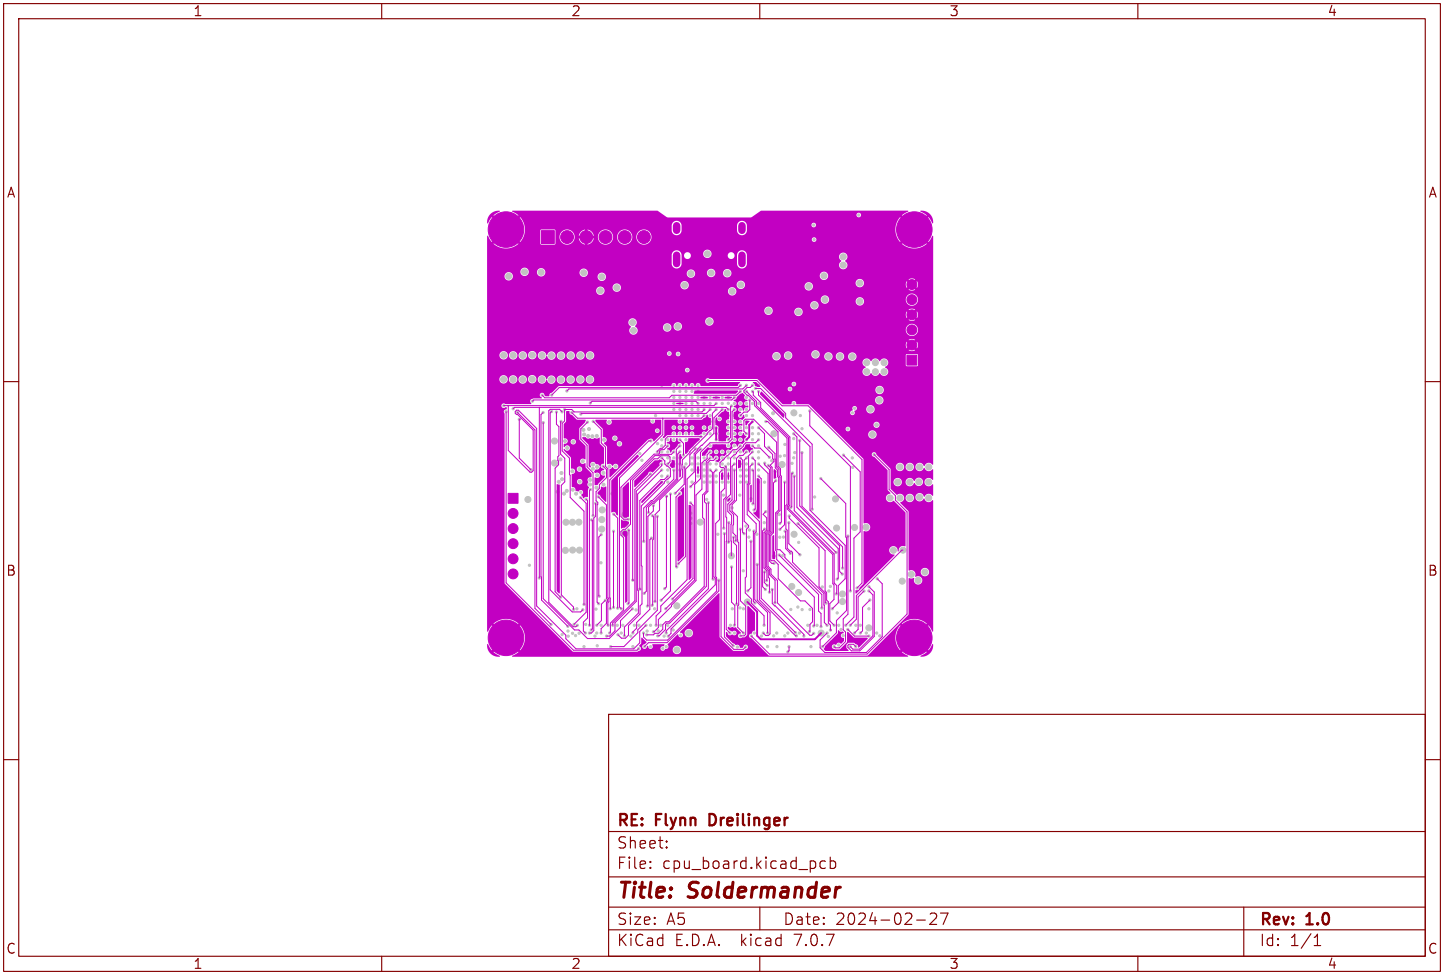 1 2 3 4
A A
B B
C C
RE: Flynn Dreilinger
Sheet:
File: cpu_board.kicad_pcb
Title: Soldermander
Size: A5 Date: 2024-02-27 Rev: 1.0
KiCad E.D.A. kicad 7.0.7 Id: 1/1
1 2 3 4